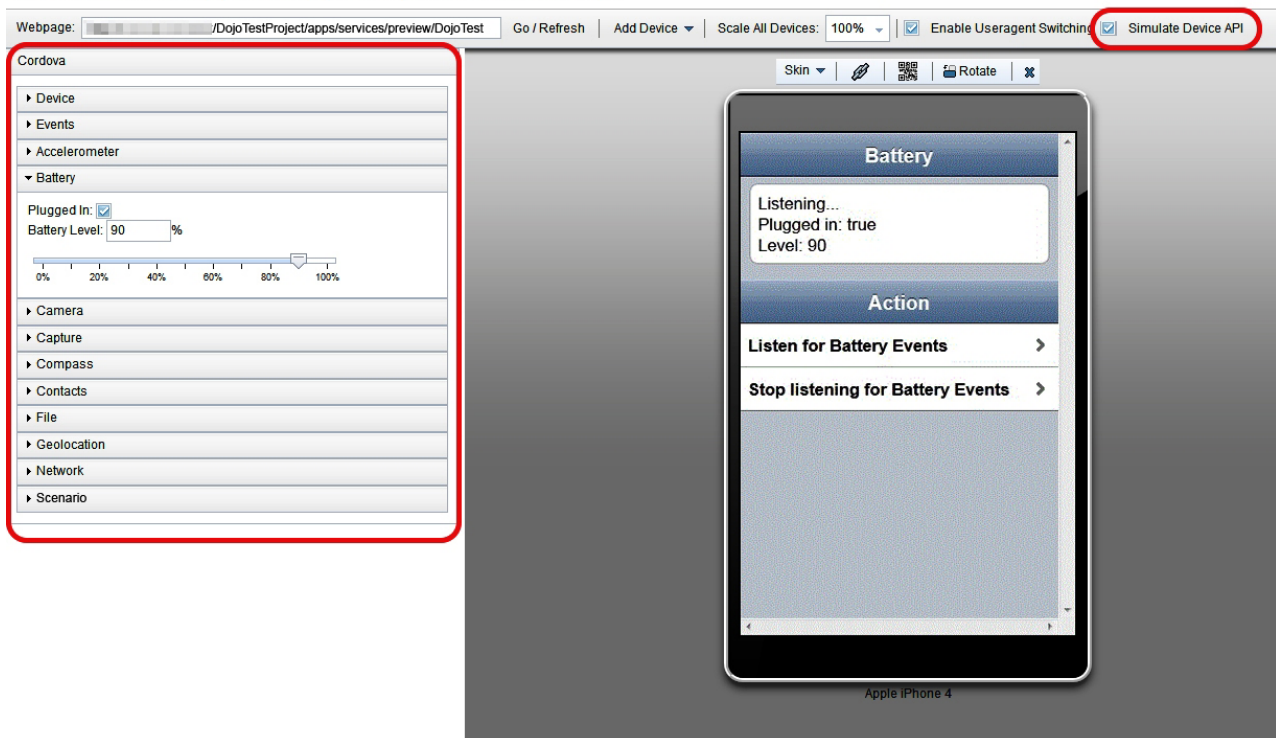 Webpage: /DojoTestProject/apps/services/preview/DojoTest Go / Refresh Add Device Scale All Devices: 100% Enable Useragent Switching Simulate Device API
Cordova
Device
Events
Accelerometer
Battery
Plugged In:
Battery Level: 90 %
0% 20% 40% 60% 80% 100%
Camera
Capture
Compass
Contacts
File
Geolocation
Network
Scenario
Skin Rotate
Battery
Listening...
Plugged in: true
Level: 90
Action
Listen for Battery Events
Stop listening for Battery Events
Apple iPhone 4